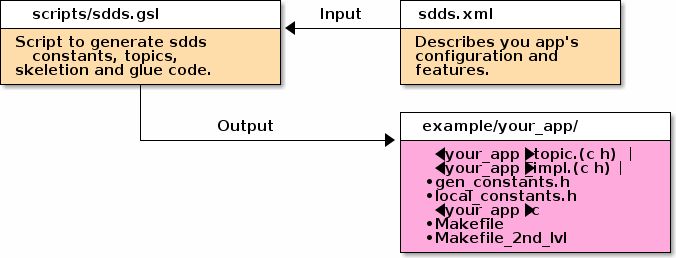 scripts/sdds.gsl
Input
sdds.xml
Script to generate sdds
constants, topics,
skeletion and glue code.
Describes you app's
configuration and
features.
Output
example/your_app/
◀your_app▶topic.(c h) |
◀your_app▶impl.(c h) |
•gen_constants.h
•local_constants.h
◀your_app▶c
•Makefile
•Makefile_2nd_lvl